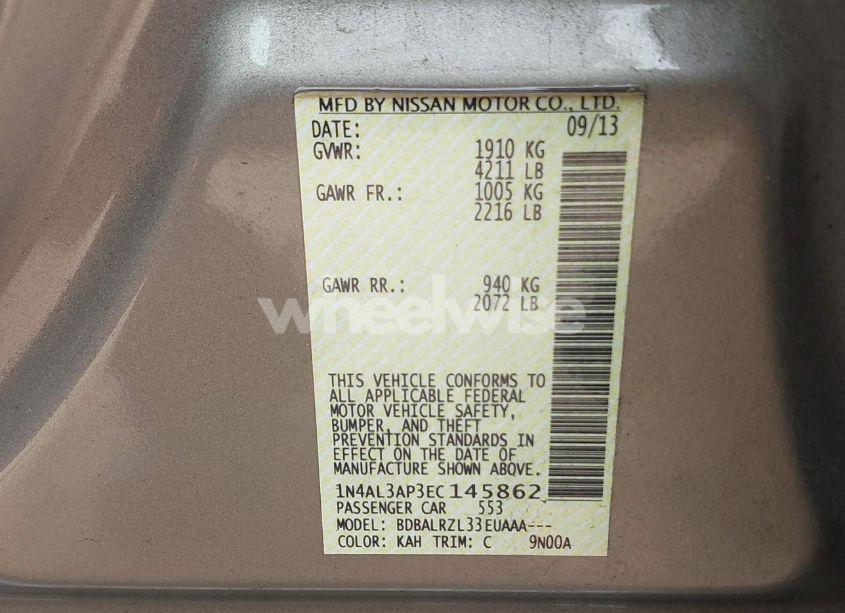 MFD BY NISSAN MOTOR CO., LTD.
DATE: 09/13
GVWR: 1910 KG
4211 LB
GAWR FR.: 1005 KG
2216 LB
GAWR RR.: 940 KG
2072 LB
wheelwise
THIS VEHICLE CONFORMS TO
ALL APPLICABLE FEDERAL
MOTOR VEHICLE SAFETY,
BUMPER, AND THEFT
PREVENTION STANDARDS IN
EFFECT ON THE DATE OF
MANUFACTURE SHOWN ABOVE.
1N4AL3AP3EC145862
PASSENGER CAR 553
MODEL: BDBALRZL33EUAAA---
COLOR: KAH TRIM: C 9N00A